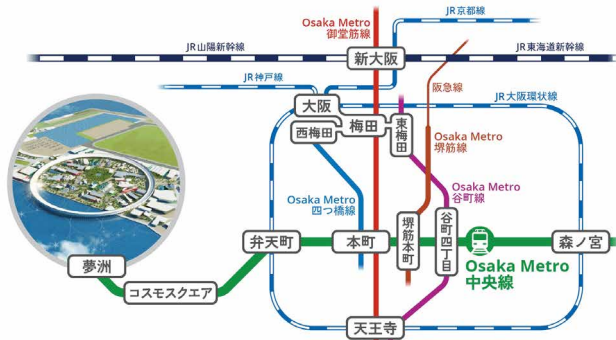 Osaka Metro
御堂筋線
JR京都線
JR山陽新幹線
新大阪
JR東海道新幹線
JR神戸線
阪急線
大阪
JR大阪環状線
西梅田
梅田
東梅田
Osaka Metro
堺筋線
Osaka Metro
四つ橋線
Osaka Metro
谷町線
弁天町
本町
堺筋本町
谷町四丁目
森ノ宮
Osaka Metro
中央線
夢洲
コスモスクエア
天王寺